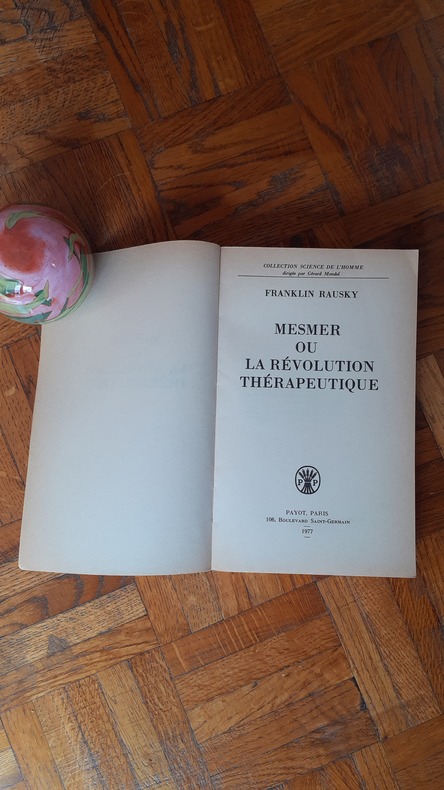 COLLECTION SCIENCE DE L'HOMME
dirigée par Gérard Mendel
FRANKLIN RAUSKY
MESMER
OU
LA RÉVOLUTION
THÉRAPEUTIQUE
P P
PAYOT, PARIS
106, BOULEVARD SAINT-GERMAIN
1977